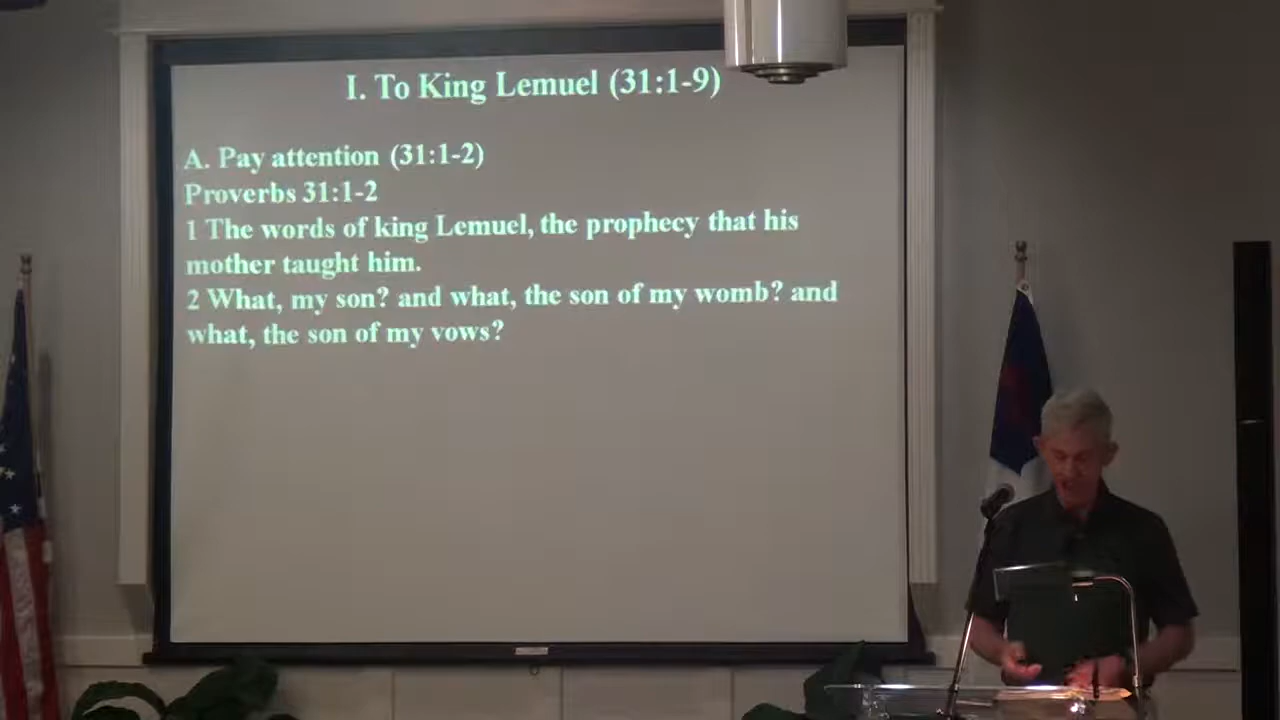 I. To King Lemuel (31:1-9)
A. Pay attention (31:1-2)
Proverbs 31:1-2
1 The words of king Lemuel, the prophecy that his
mother taught him.
2 What, my son? and what, the son of my womb? and
what, the son of my vows?